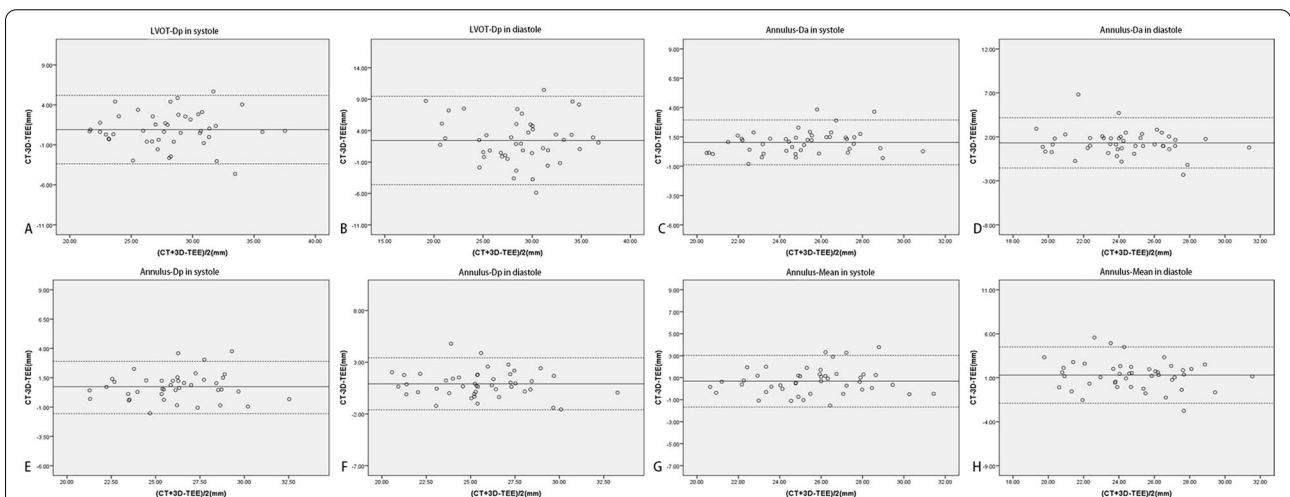 LVOT-Dp in systole
CT-3D-TEE(mm)
9.00
4.00
-1.00
-6.00
-11.00
A
20.00 25.00 30.00 35.00 40.00
(CT+3D-TEE)/2(mm)
LVOT-Dp in diastole
CT-3D-TEE(mm)
14.00
9.00
4.00
-1.00
-6.00
-11.00
B
15.00 20.00 25.00 30.00 35.00 40.00
(CT+3D-TEE)/2(mm)
Annulus-Da in systole
CT-3D-TEE(mm)
9.00
6.50
4.00
1.50
-1.00
-3.50
-6.00
C
20.00 22.00 24.00 26.00 28.00 30.00 32.00
(CT+3D-TEE)/2(mm)
Annulus-Da in diastole
CT-3D-TEE(mm)
12.00
7.00
2.00
-3.00
-8.00
D
18.00 20.00 22.00 24.00 26.00 28.00 30.00 32.00
(CT+3D-TEE)/2(mm)
Annulus-Dp in systole
CT-3D-TEE(mm)
9.00
6.50
4.00
1.50
-1.00
-3.50
-6.00
E
20.00 22.50 25.00 27.50 30.00 32.50
(CT+3D-TEE)/2(mm)
Annulus-Dp in diastole
CT-3D-TEE(mm)
8.00
3.00
-2.00
-7.00
F
22.50 25.00 27.50 30.00 32.50
(CT+3D-TEE)/2(mm)
Annulus-Mean in systole
CT-3D-TEE(mm)
9.00
7.00
5.00
3.00
1.00
-1.00
-3.00
-5.00
-7.00
G
20.00 22.00 24.00 26.00 28.00 30.00 32.00
(CT+3D-TEE)/2(mm)
Annulus-Mean in diastole
CT-3D-TEE(mm)
11.00
6.00
1.00
-4.00
-9.00
H
18.00 20.00 22.00 24.00 26.00 28.00 30.00 32.00
(CT+3D-TEE)/2(mm)